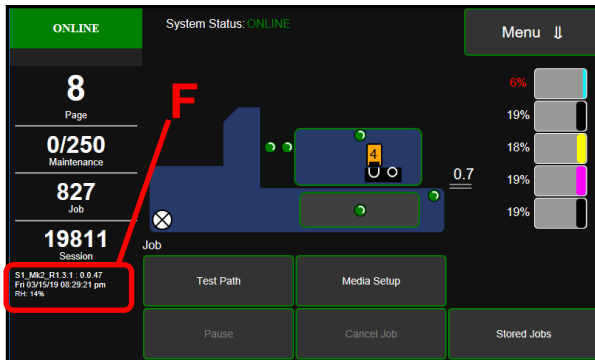 ONLINE
System Status: ONLINE
Menu ⇓
8
Page
0/250
Maintenance
827
Job
19811
Session
S1_Mk2_R1.3.1 : 0.0.47
Fri 03/15/19 08:29:21 pm
RH: 14%
F
4
0.7
6%
19%
18%
19%
19%
Job
Test Path
Media Setup
Pause
Cancel Job
Stored Jobs